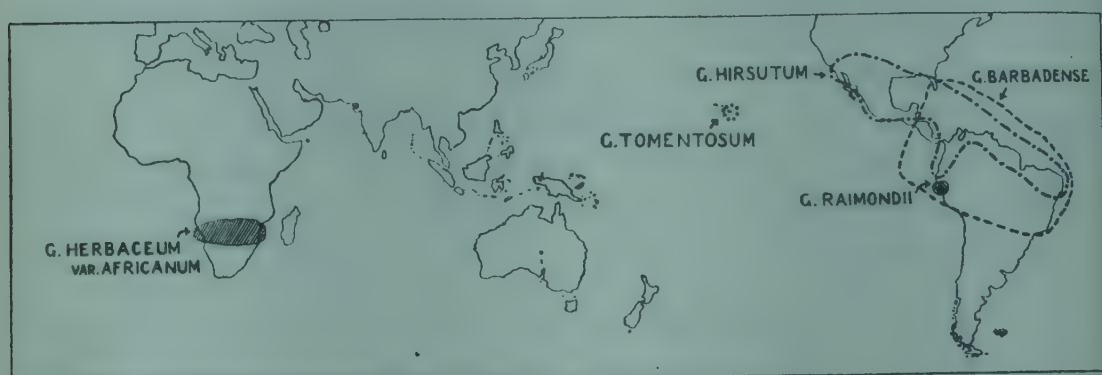 G. HIRSUTUM
G. BARBADENSE
G. TOMENTOSUM
G. RAIMONDII
G. HERBACEUM
VAR. AFRICANUM